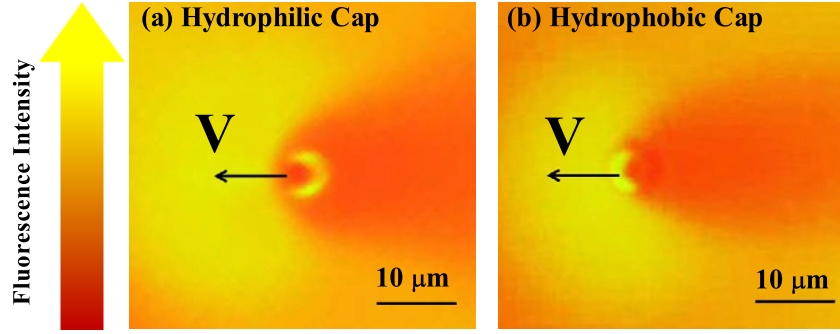 (a) Hydrophilic Cap
(b) Hydrophobic Cap
Fluorescence Intensity
V
V
10 μm
10 μm